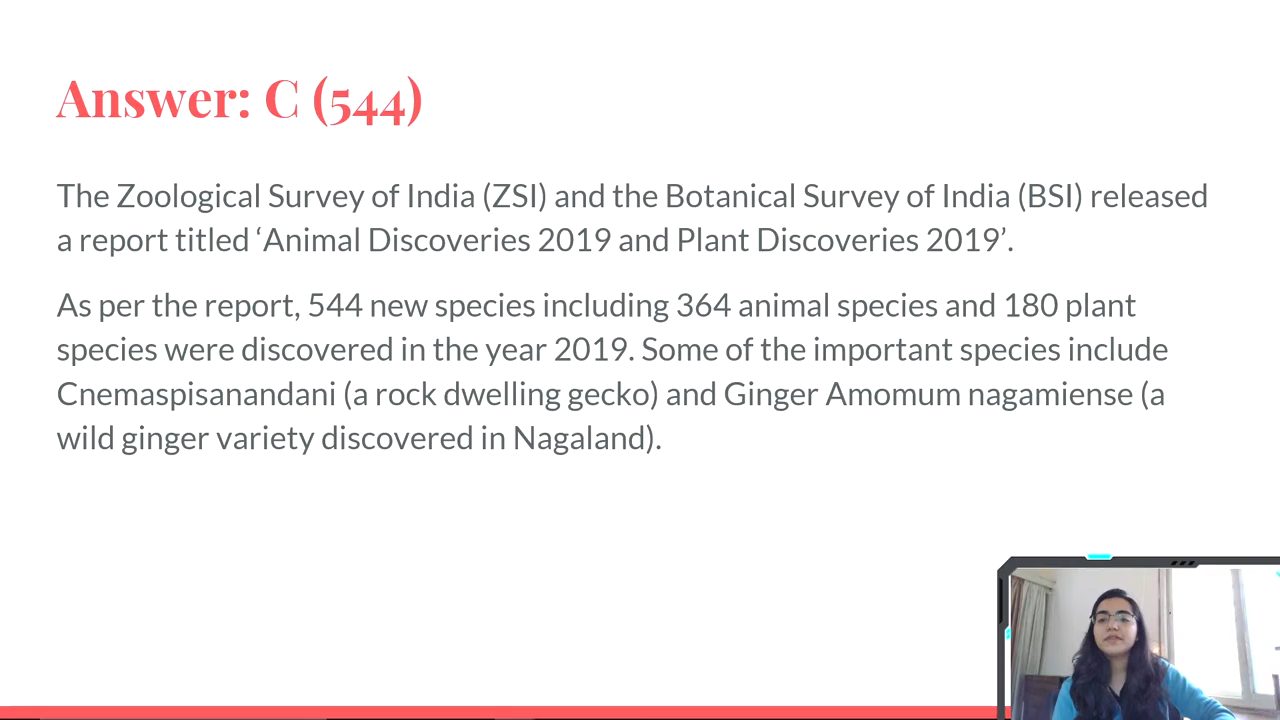 Answer: C (544)
The Zoological Survey of India (ZSI) and the Botanical Survey of India (BSI) released
a report titled ‘Animal Discoveries 2019 and Plant Discoveries 2019’.
As per the report, 544 new species including 364 animal species and 180 plant
species were discovered in the year 2019. Some of the important species include
Cnemaspisanandani (a rock dwelling gecko) and Ginger Amomum nagamiense (a
wild ginger variety discovered in Nagaland).